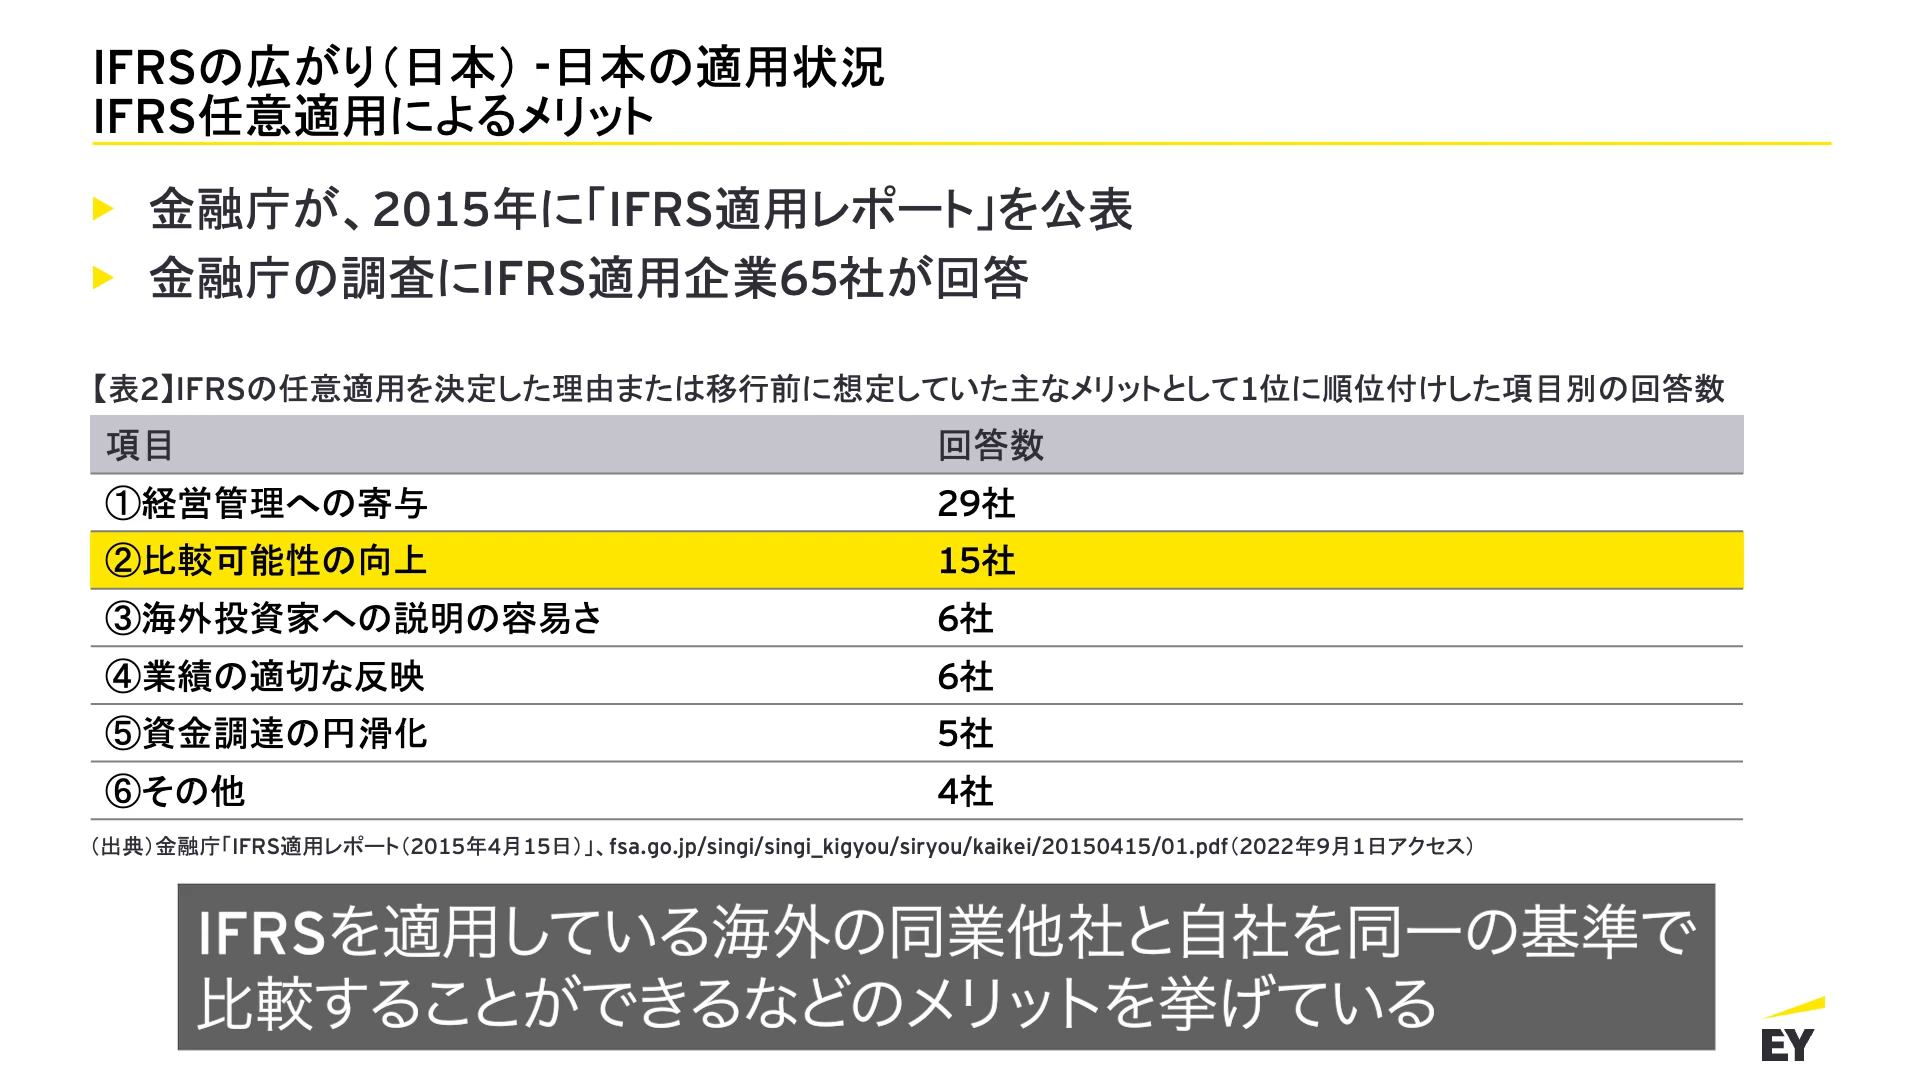 IFRSの広がり（日本） -日本の適用状況
IFRS任意適用によるメリット
► 金融庁が、2015年に「IFRS適用レポート」を公表
► 金融庁の調査にIFRS適用企業65社が回答
【表2】IFRSの任意適用を決定した理由または移行前に想定していた主なメリットとして1位に順位付けした項目別の回答数
項目 回答数
①経営管理への寄与 29社
②比較可能性の向上 15社
③海外投資家への説明の容易さ 6社
④業績の適切な反映 6社
⑤資金調達の円滑化 5社
⑥その他 4社
（出典）金融庁「IFRS適用レポート（2015年4月15日）」、fsa.go.jp/singi/singi_kigyou/siryou/kaikei/20150415/01.pdf（2022年9月1日アクセス）
IFRSを適用している海外の同業他社と自社を同一の基準で
比較することができるなどのメリットを挙げている
EY